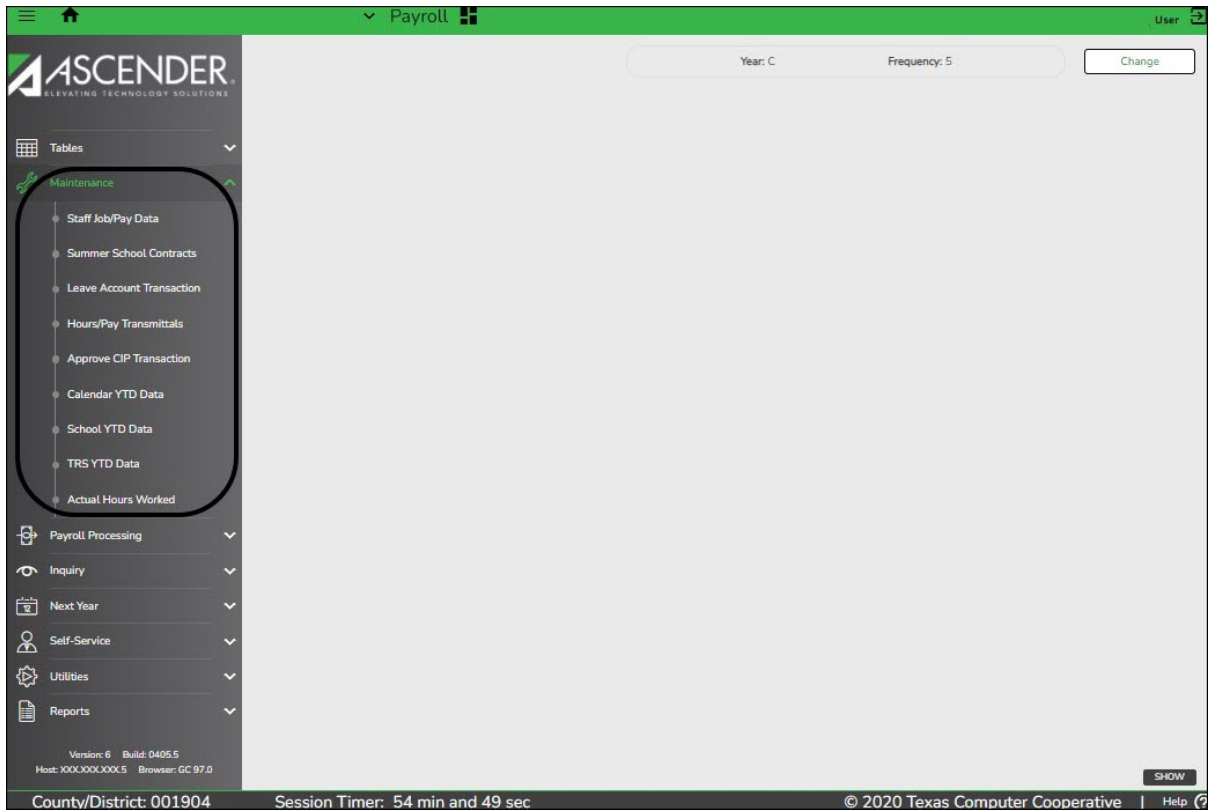 Payroll
User
ASCENDER.
ELEVATING TECHNOLOGY SOLUTIONS
Year: C Frequency: 5 Change
Tables
Maintenance
Staff Job/Pay Data
Summer School Contracts
Leave Account Transaction
Hours/Pay Transmittals
Approve CIP Transaction
Calendar YTD Data
School YTD Data
TRS YTD Data
Actual Hours Worked
Payroll Processing
Inquiry
12
Next Year
Self-Service
Utilities
Reports
Version: 6 Build: 0405.5
Host: XXX.XXX.XXX.5 Browser: GC 97.0
SHOW
County/District: 001904 Session Timer: 54 min and 49 sec © 2020 Texas Computer Cooperative | Help ?